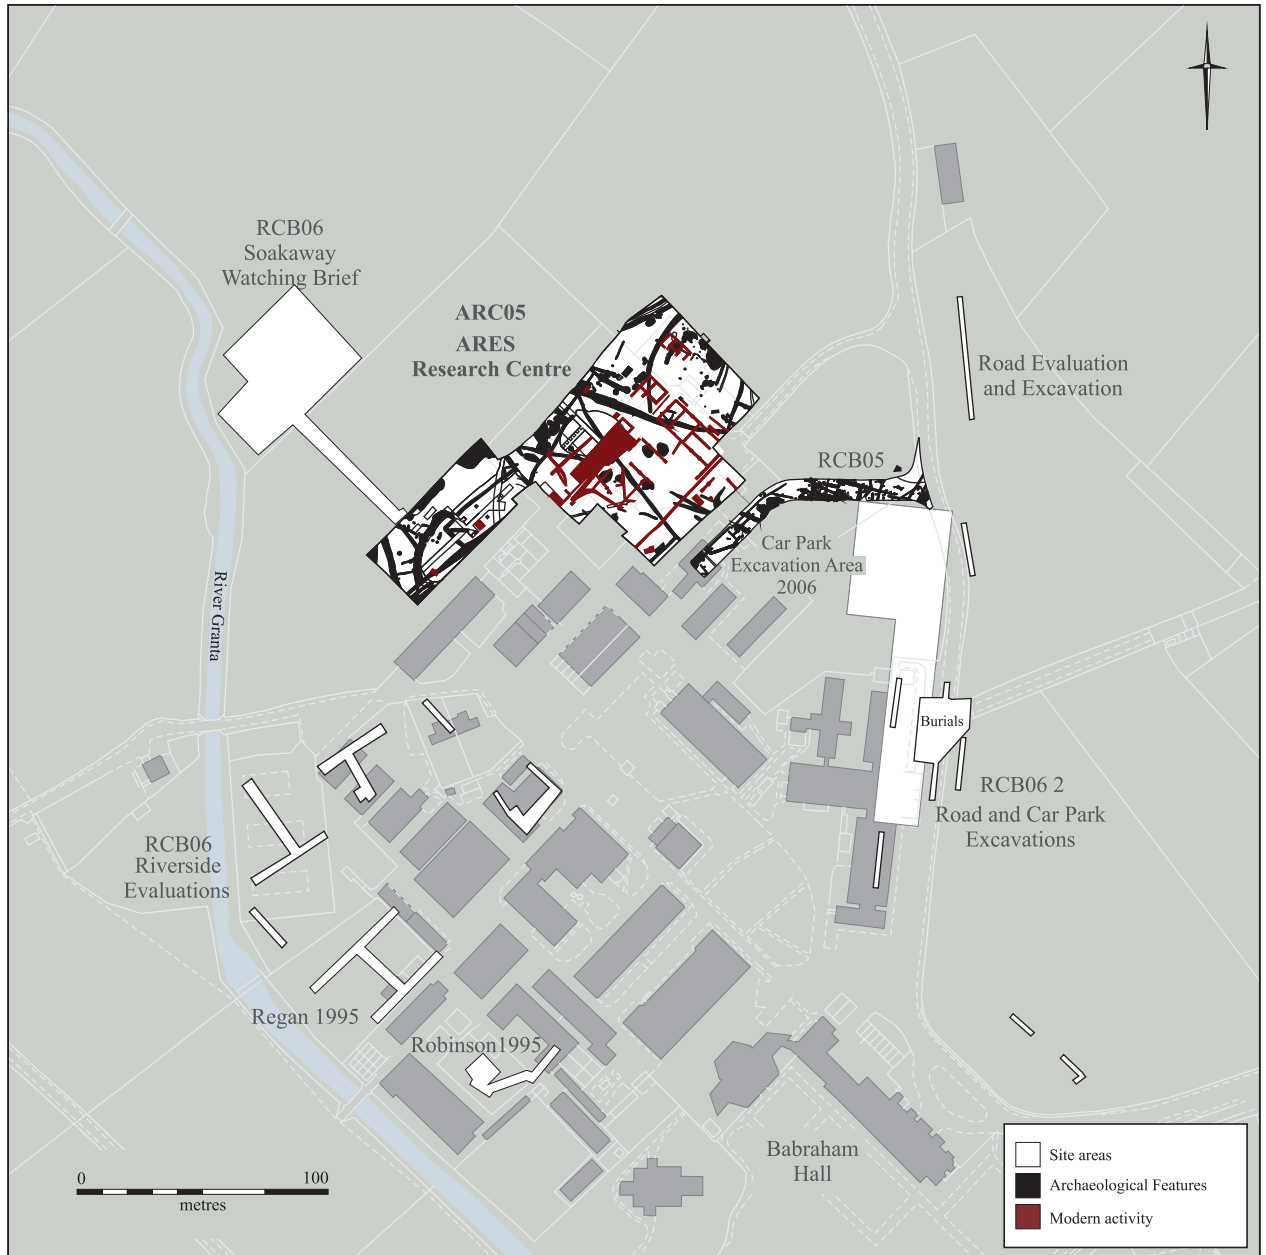 RCB06
Soakaway
Watching Brief
ARC05
ARES
Research Centre
Road Evaluation
and Excavation
RCB05
Car Park
Excavation Area
2006
River Granta
Burials
RCB06 2
Road and Car Park
Excavations
RCB06
Riverside
Evaluations
Regan 1995
Robinson1995
Babraham
Hall
0 100
metres
Site areas
Archaeological Features
Modern activity